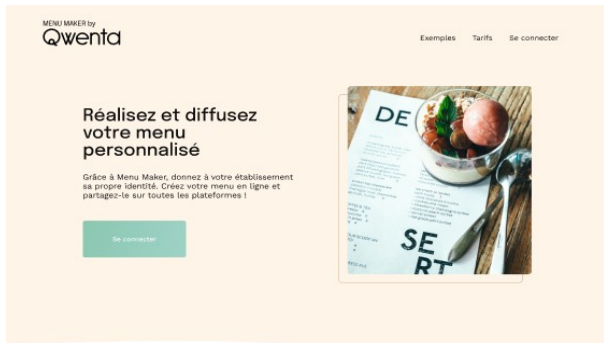 MENU MAKER by
Qwenta
Exemples Tarifs Se connecter
Réalisez et diffusez
votre menu
personnalisé
Grâce à Menu Maker, donnez à votre établissement
sa propre identité. Créez votre menu en ligne et
partagez-le sur toutes les plateformes !
Se connecter
DE
SE
RT